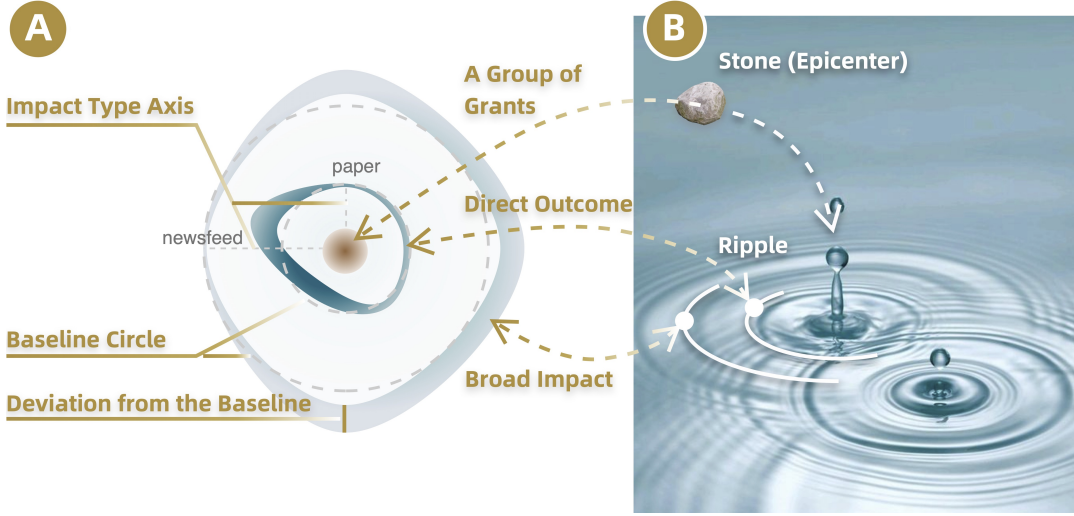 A
B
Stone (Epicenter)
A Group of
Grants
Impact Type Axis
paper
Direct Outcome
newsfeed
Ripple
Baseline Circle
Broad Impact
Deviation from the Baseline